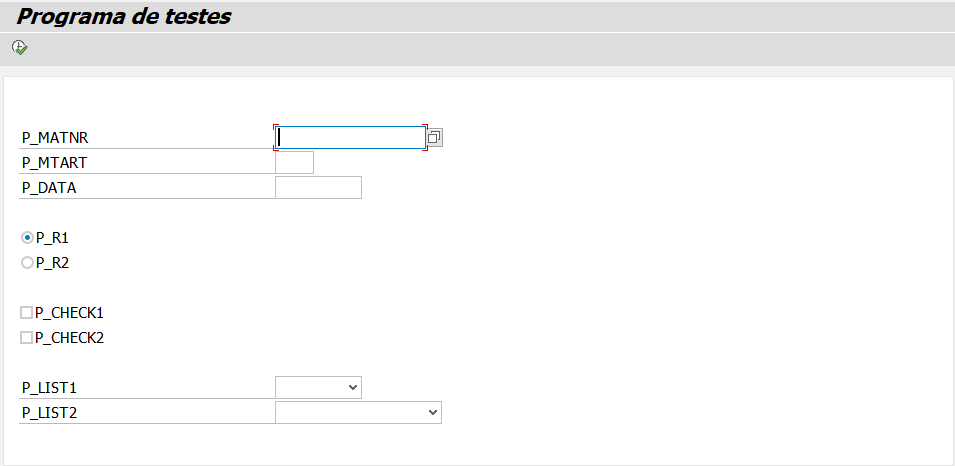 Programa de testes
P_MATNR
P_MTART
P_DATA
P_R1
P_R2
P_CHECK1
P_CHECK2
P_LIST1
P_LIST2